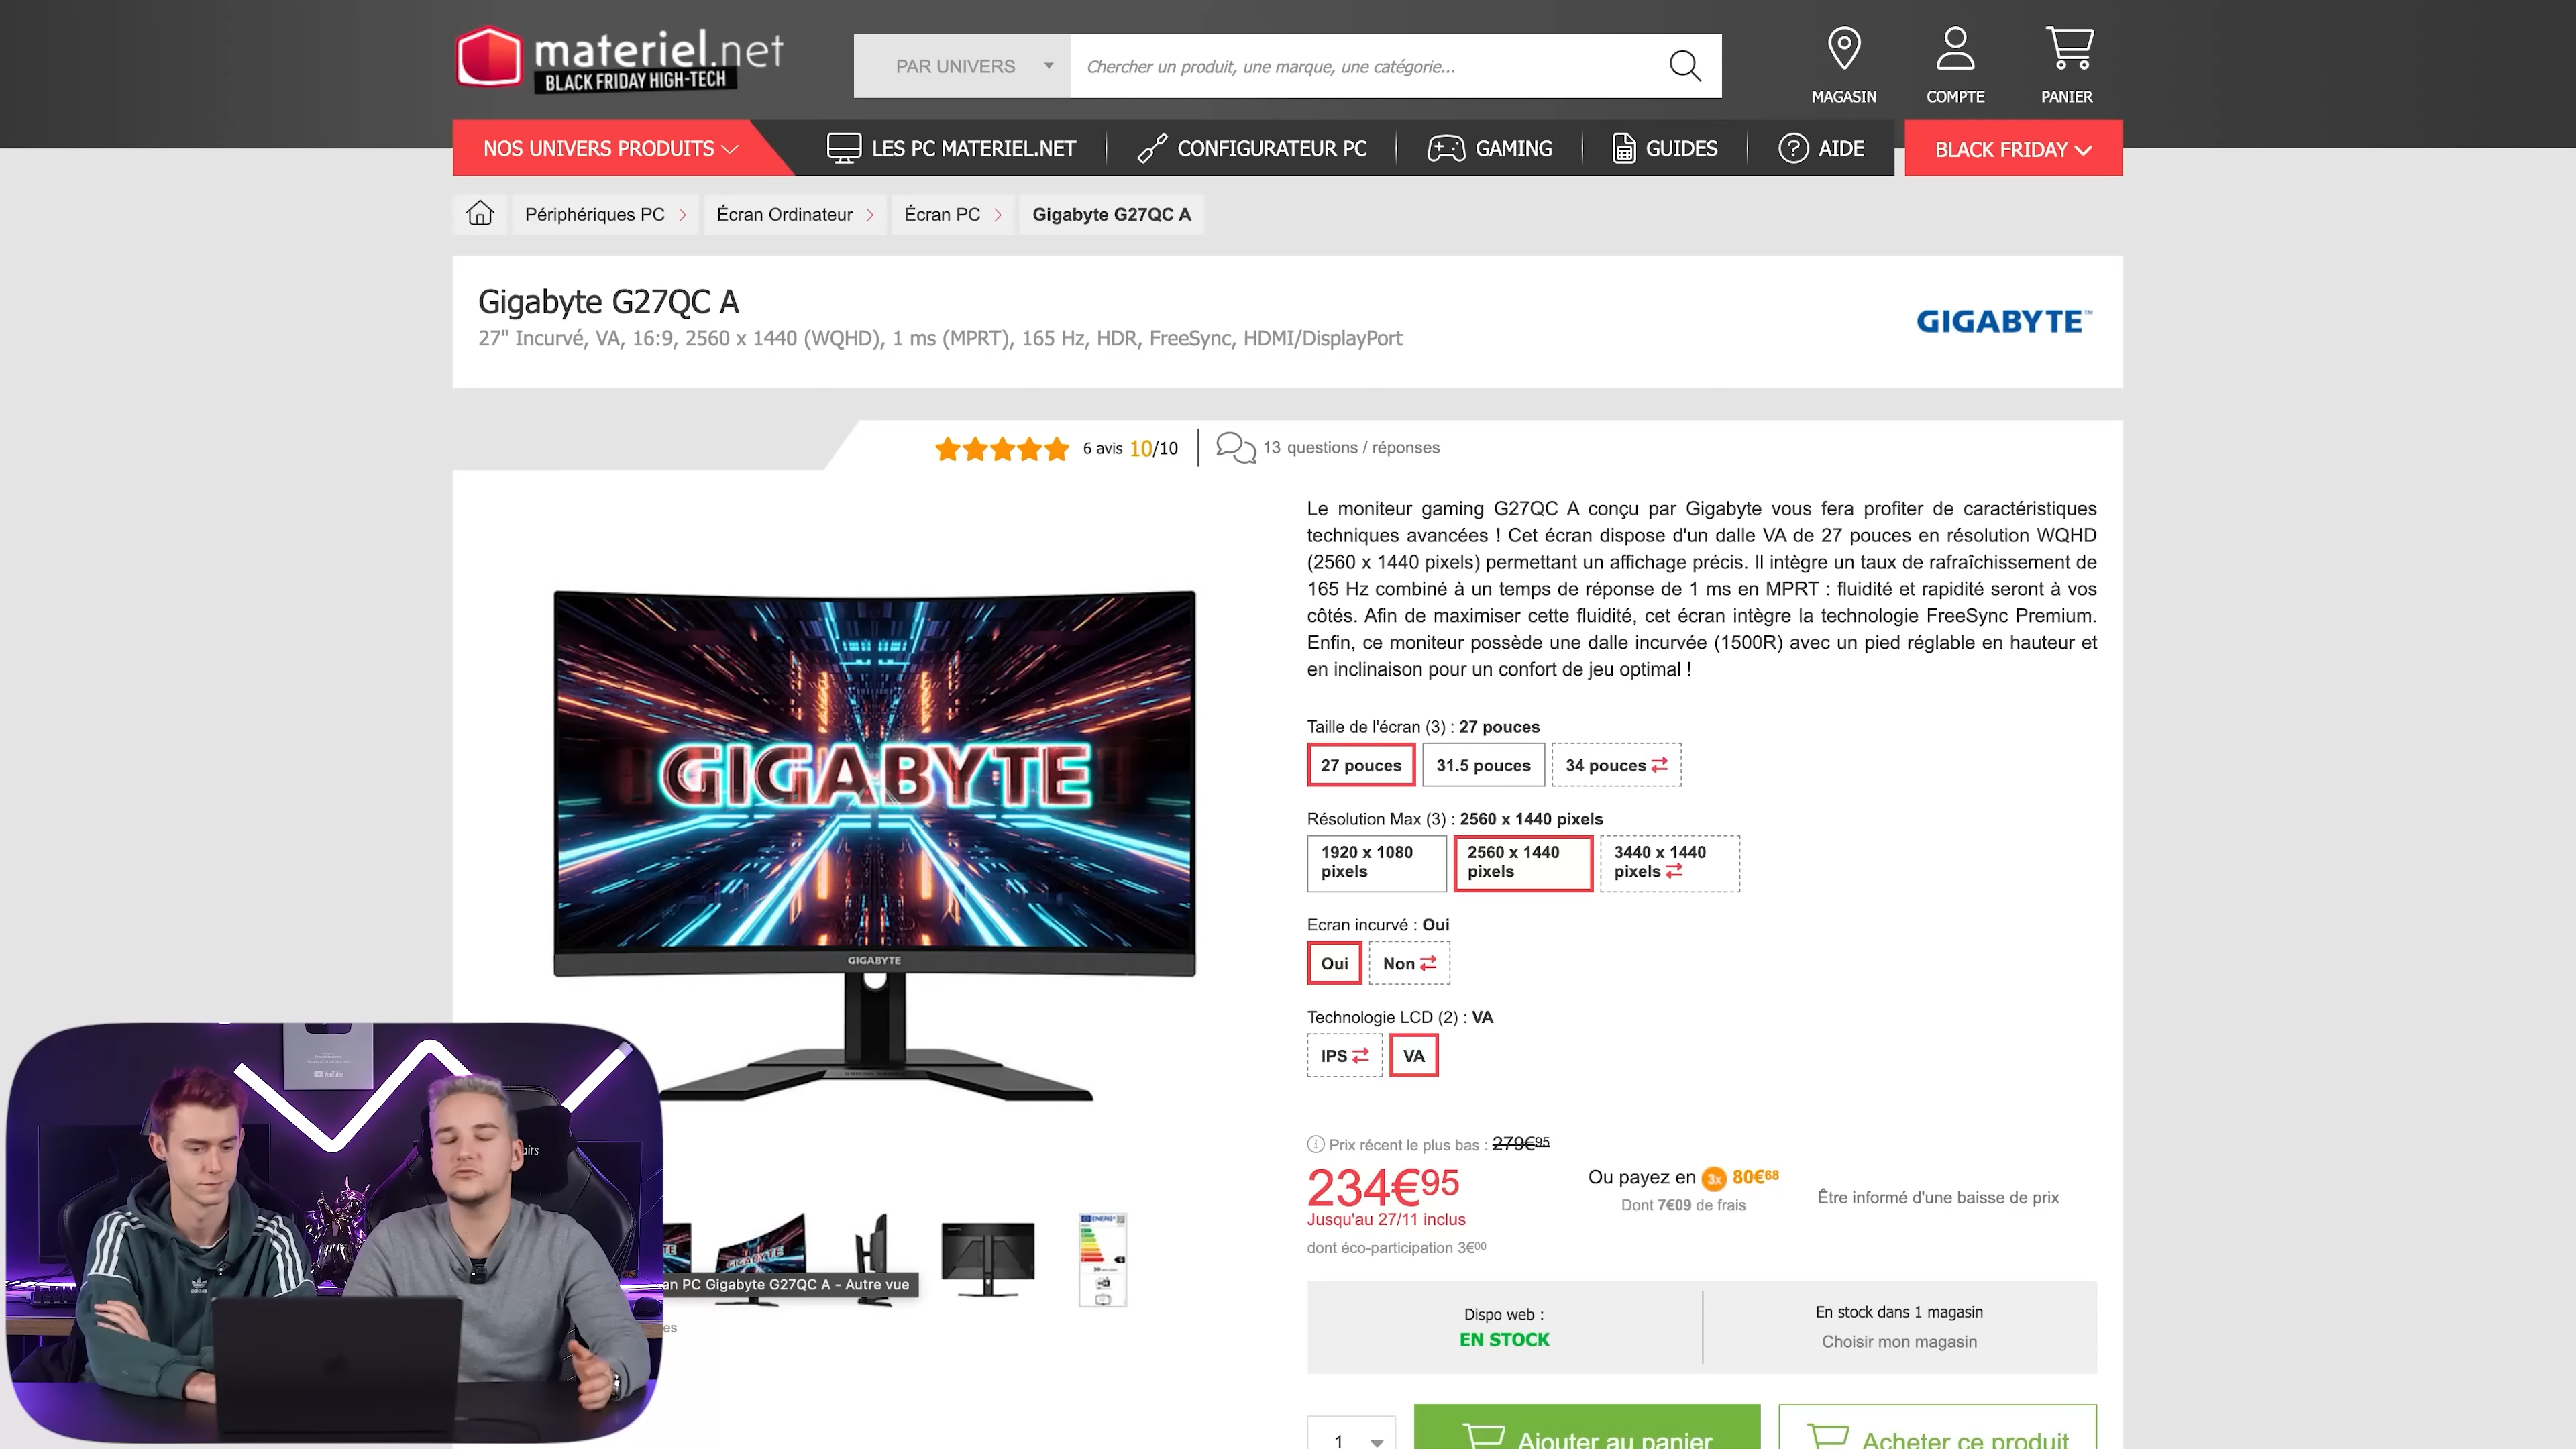 materiel.net
BLACK FRIDAY HIGH-TECH
PAR UNIVERS
Chercher un produit, une marque, une catégorie...
MAGASIN
COMPTE
PANIER
NOS UNIVERS PRODUITS
LES PC MATERIEL.NET
CONFIGURATEUR PC
GAMING
GUIDES
AIDE
BLACK FRIDAY
Périphériques PC
Écran Ordinateur
Écran PC
Gigabyte G27QC A
Gigabyte G27QC A
27" Incurvé, VA, 16:9, 2560 x 1440 (WQHD), 1 ms (MPRT), 165 Hz, HDR, FreeSync, HDMI/DisplayPort
GIGABYTE™
6 avis 10/10
13 questions / réponses
Le moniteur gaming G27QC A conçu par Gigabyte vous fera profiter de caractéristiques
techniques avancées ! Cet écran dispose d'un dalle VA de 27 pouces en résolution WQHD
(2560 x 1440 pixels) permettant un affichage précis. Il intègre un taux de rafraîchissement de
165 Hz combiné à un temps de réponse de 1 ms en MPRT : fluidité et rapidité seront à vos
côtés. Afin de maximiser cette fluidité, cet écran intègre la technologie FreeSync Premium.
Enfin, ce moniteur possède une dalle incurvée (1500R) avec un pied réglable en hauteur et
en inclinaison pour un confort de jeu optimal !
GIGABYTE
GIGABYTE
Taille de l'écran (3) : 27 pouces
27 pouces
31.5 pouces
34 pouces
Résolution Max (3) : 2560 x 1440 pixels
1920 x 1080
pixels
2560 x 1440
pixels
3440 x 1440
pixels
Ecran incurvé : Oui
Oui
Non
Technologie LCD (2) : VA
IPS
VA
Prix récent le plus bas : 279€95
234€95
Jusqu'au 27/11 inclus
dont éco-participation 3€00
Ou payez en 3x 80€68
Dont 7€09 de frais
Être informé d'une baisse de prix
Dispo web :
EN STOCK
En stock dans 1 magasin
Choisir mon magasin
1
Ajouter au panier
Acheter ce produit
an PC Gigabyte G27QC A - Autre vue
es
YouTube
airs
adidas
GIGABYTE
ENERG